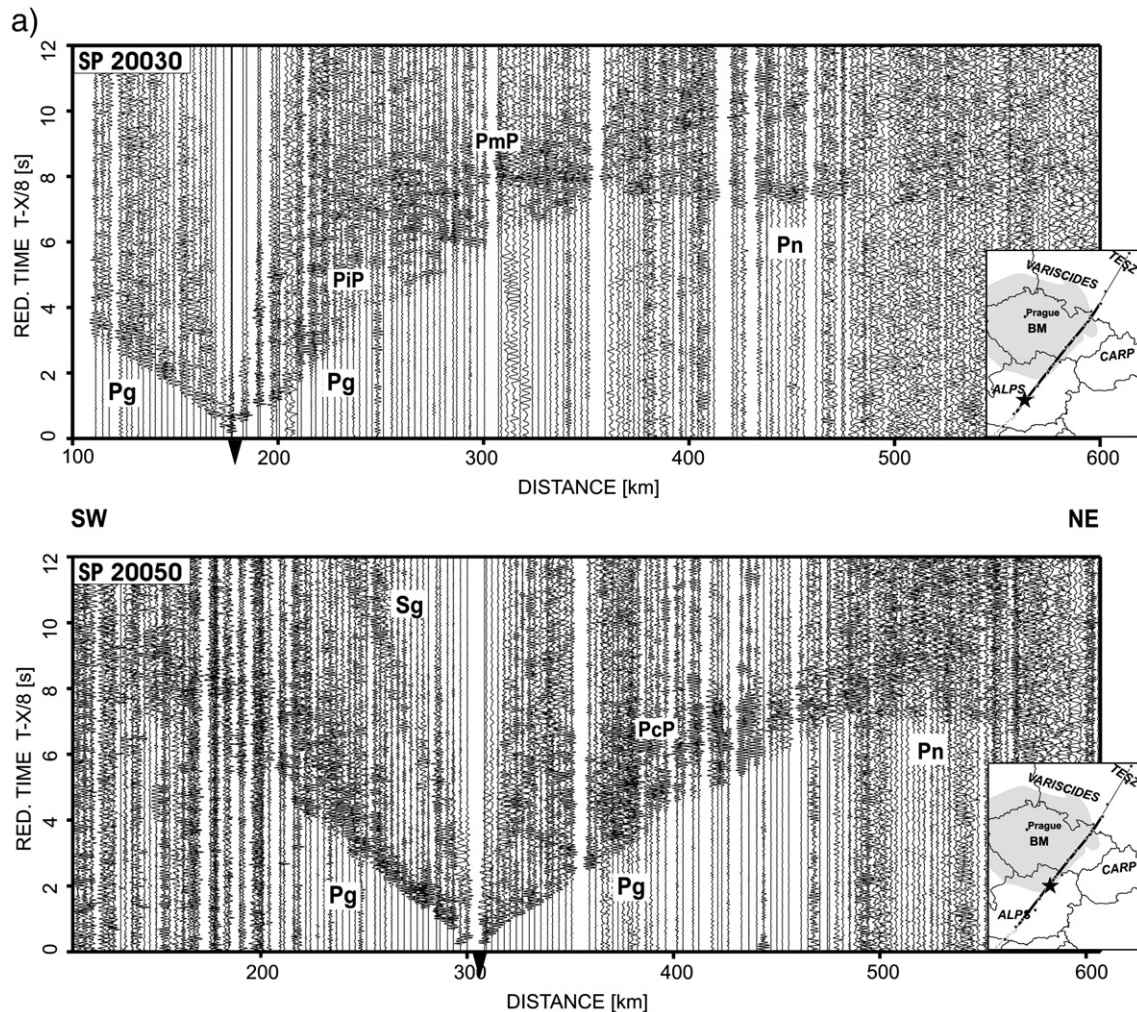 a)
SP 20030
RED. TIME T-X/8 [s]
12
10
8
6
4
2
0
PmP
PiP
Pn
Pg
Pg
VARISCIDES
TESZ
Prague
BM
CARP
ALPS
100
200
300
400
500
600
DISTANCE [km]
SW
NE
SP 20050
RED. TIME T-X/8 [s]
12
10
8
6
4
2
0
Sg
PcP
Pn
Pg
Pg
VARISCIDES
TESZ
Prague
BM
CARP
ALPS
200
300
400
500
600
DISTANCE [km]